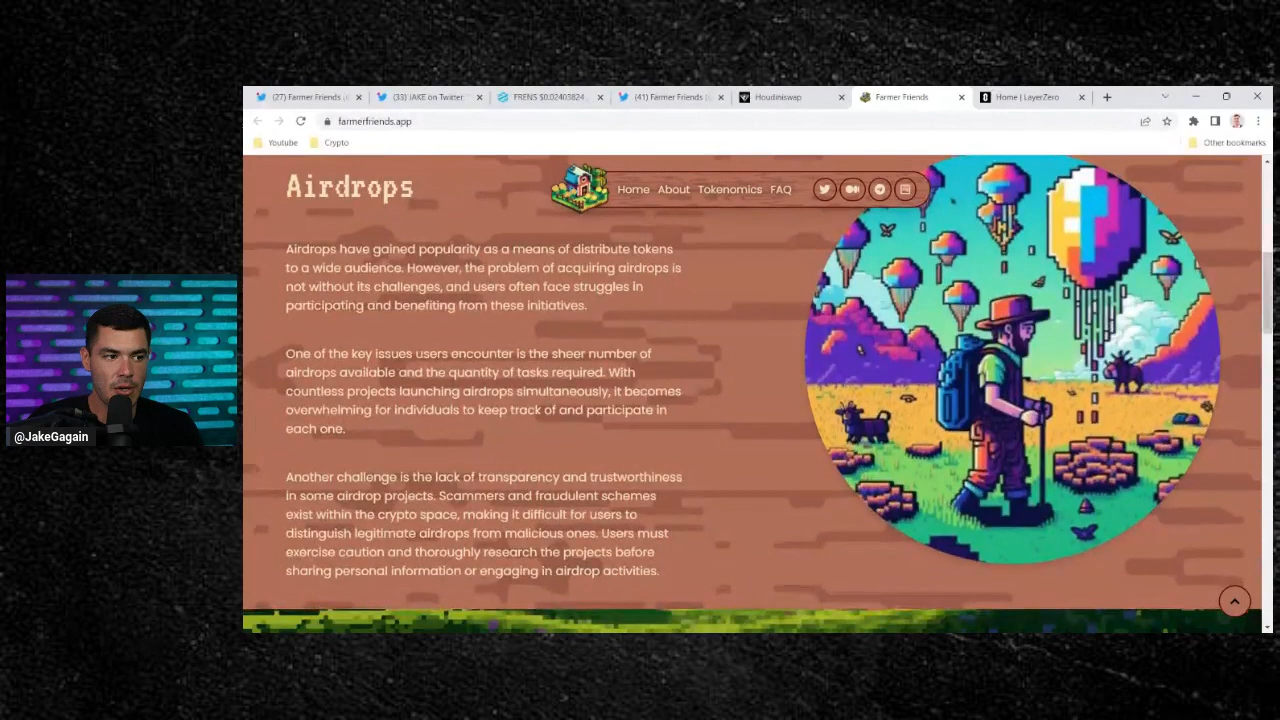 (27) Farmer Friends (
(33) JAKE on Twitter
FRENS $0.02403824
(41) Farmer Friends (
Houdiniswap
Farmer Friends
Home | LayerZero
farmerfriends.app
Youtube
Crypto
Other bookmarks
Home
About
Tokenomics
FAQ
Airdrops
Airdrops have gained popularity as a means of distribute tokens
to a wide audience. However, the problem of acquiring airdrops is
not without its challenges, and users often face struggles in
participating and benefiting from these initiatives.
One of the key issues users encounter is the sheer number of
airdrops available and the quantity of tasks required. With
countless projects launching airdrops simultaneously, it becomes
overwhelming for individuals to keep track of and participate in
each one.
Another challenge is the lack of transparency and trustworthiness
in some airdrop projects. Scammers and fraudulent schemes
exist within the crypto space, making it difficult for users to
distinguish legitimate airdrops from malicious ones. Users must
exercise caution and thoroughly research the projects before
sharing personal information or engaging in airdrop activities.
@JakeGagain